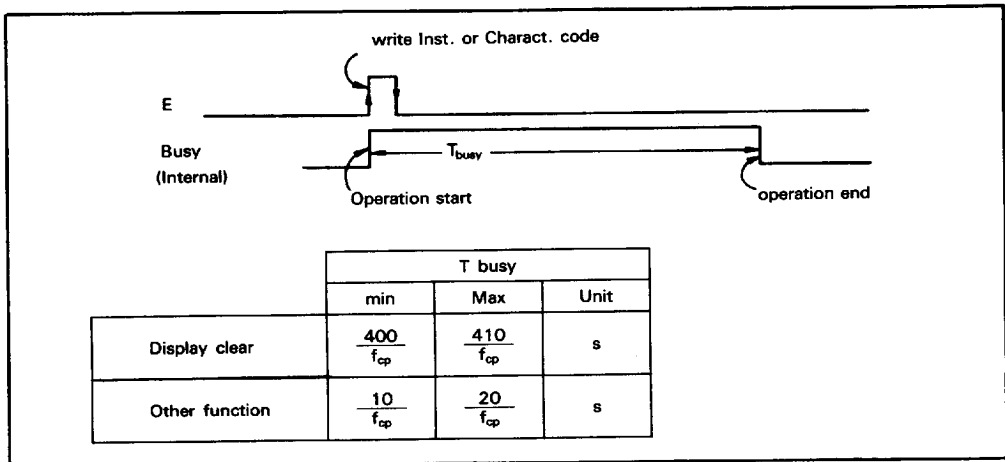 write Inst. or Charact. code
E
Busy
(Internal)
Tbusy
Operation start
operation end
T busy
min Max Unit
Display clear 400/fcp 410/fcp s
Other function 10/fcp 20/fcp s